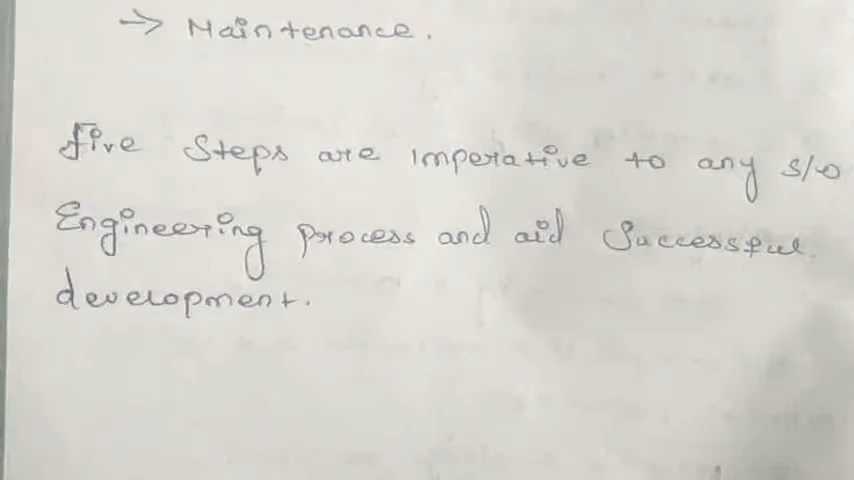 → Maintenance.
Five Steps are imperative to any s/o
Engineering process and aid Successful
development.